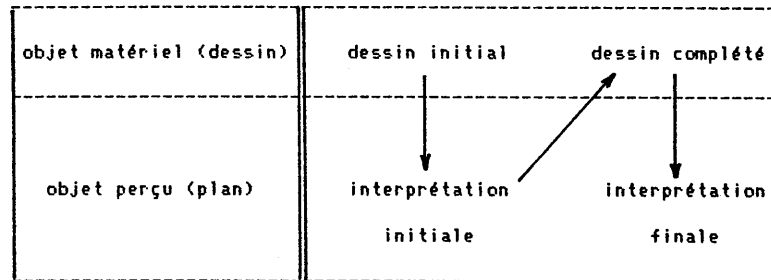 objet matériel (dessin) dessin initial dessin complété
objet perçu (plan) interprétation interprétation
initiale finale